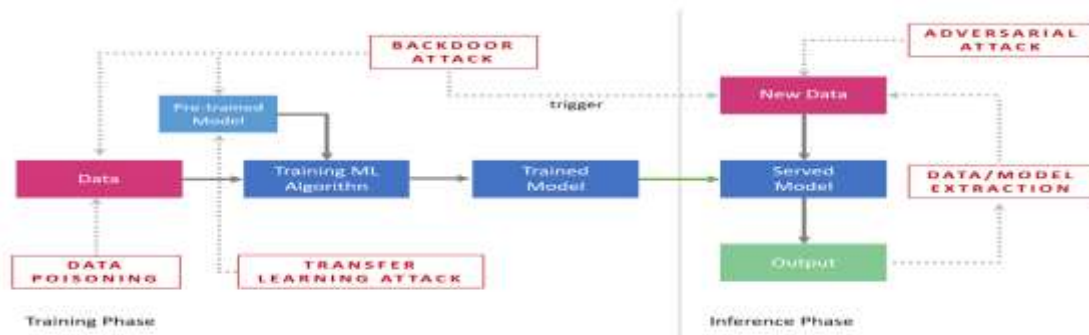 BACKDOOR
ATTACK
ADVERSARIAL
ATTACK
Pre-trained
Model
trigger
New Data
Data
Training ML
Algorithn
Trained
Model
Served
Model
DATA/MODEL
EXTRACTION
DATA
POISONING
TRANSFER
LEARNING ATTACK
Output
Training Phase
Inference Phase